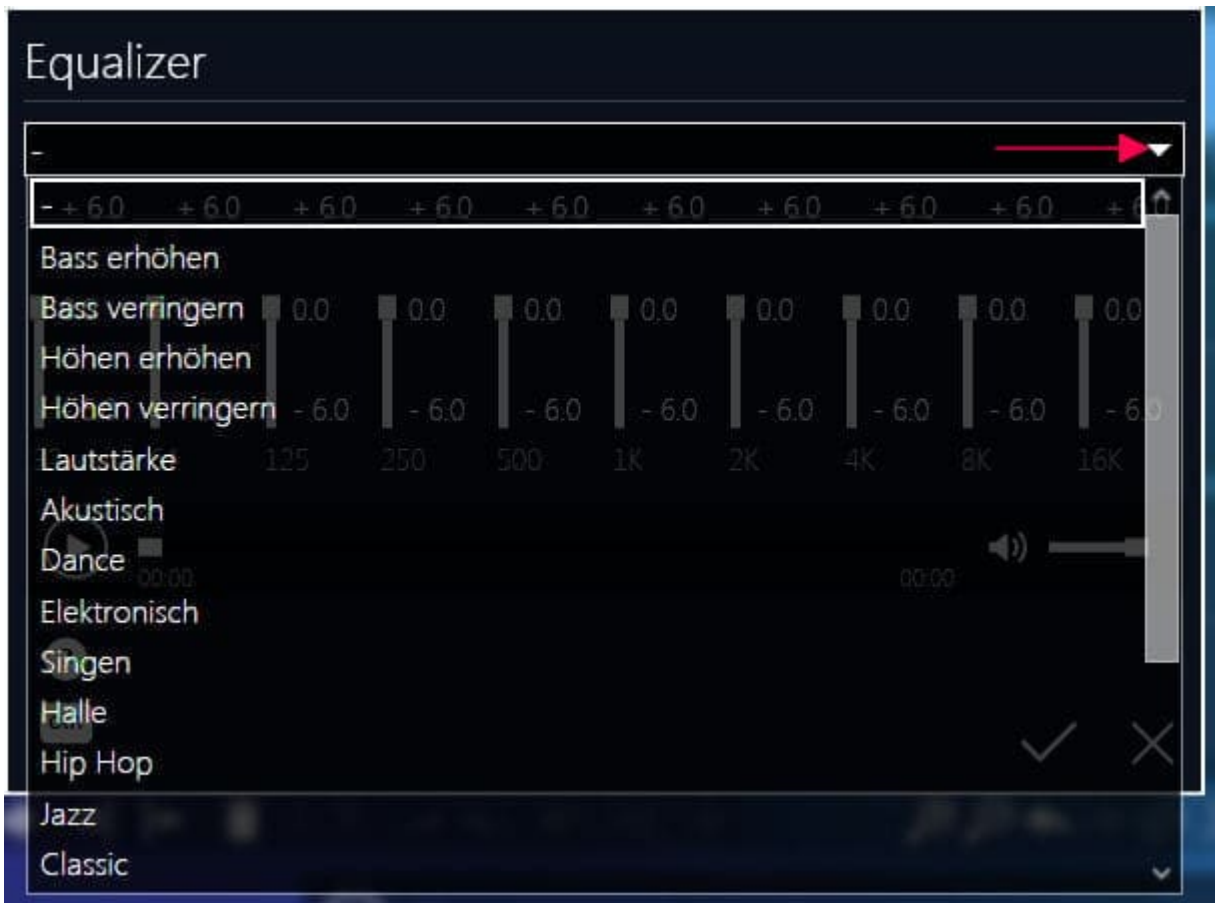 Equalizer
-
- + 6.0 + 6.0 + 6.0 + 6.0 + 6.0 + 6.0 + 6.0 + 6.0 + 6.0 + 6.0
Bass erhöhen
Bass verringern 0.0 0.0 0.0 0.0 0.0 0.0 0.0 0.0
Höhen erhöhen
Höhen verringern - 6.0 - 6.0 - 6.0 - 6.0 - 6.0 - 6.0 - 6.0 - 6.0
Lautstärke 125 250 500 1K 2K 4K 8K 16K
Akustisch
Dance
00:00 00:00
Elektronisch
Singen
Halle
Hip Hop
Jazz
Classic